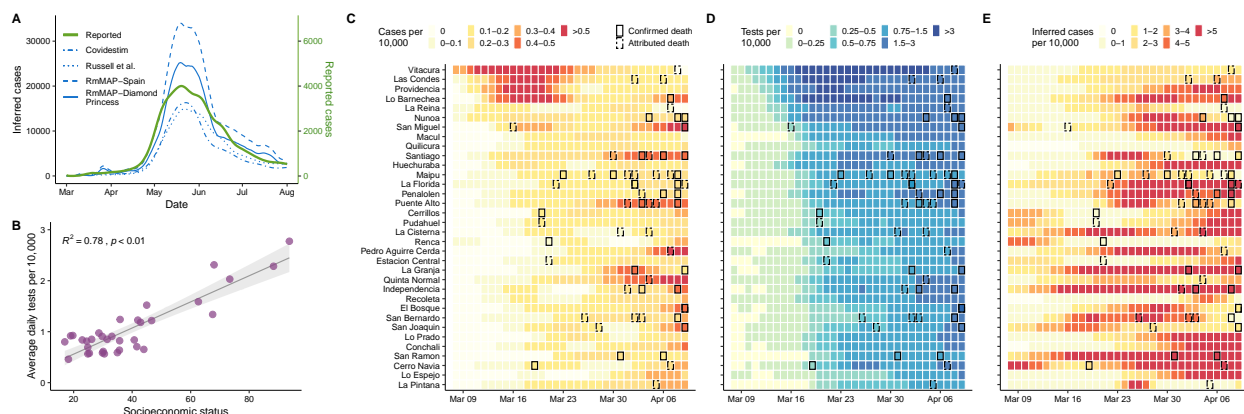 A
Reported
Covidestim
Russell et al.
RmMAP−Spain
RmMAP−Diamond
Princess
Inferred cases
30000
20000
10000
0
Reported cases
6000
4000
2000
0
Mar
Apr
May
Jun
Jul
Aug
Date
B
R² = 0.78 , p < 0.01
Average daily tests per 10,000
3
2
1
0
20
40
60
80
100
Socioeconomic status
C
Cases per
10,000
0
0−0.1
0.1−0.2
0.2−0.3
0.3−0.4
0.4−0.5
>0.5
Confirmed death
Attributed death
Vitacura
Las Condes
Providencia
Lo Barnechea
La Reina
Nunoa
San Miguel
Macul
Quilicura
Santiago
Huechuraba
Maipu
La Florida
Penalolen
Puente Alto
Cerrillos
Pudahuel
La Cisterna
Renca
Pedro Aguirre Cerda
Estacion Central
La Granja
Quinta Normal
Independencia
Recoleta
El Bosque
San Bernardo
San Joaquin
Lo Prado
Conchali
San Ramon
Cerro Navia
Lo Espejo
La Pintana
Mar 09
Mar 16
Mar 23
Mar 30
Apr 06
D
Tests per
10,000
0
0−0.25
0.25−0.5
0.5−0.75
0.75−1.5
1.5−3
>3
Mar 09
Mar 16
Mar 23
Mar 30
Apr 06
E
Inferred cases
per 10,000
0
0−1
1−2
2−3
3−4
4−5
>5
Mar 09
Mar 16
Mar 23
Mar 30
Apr 06